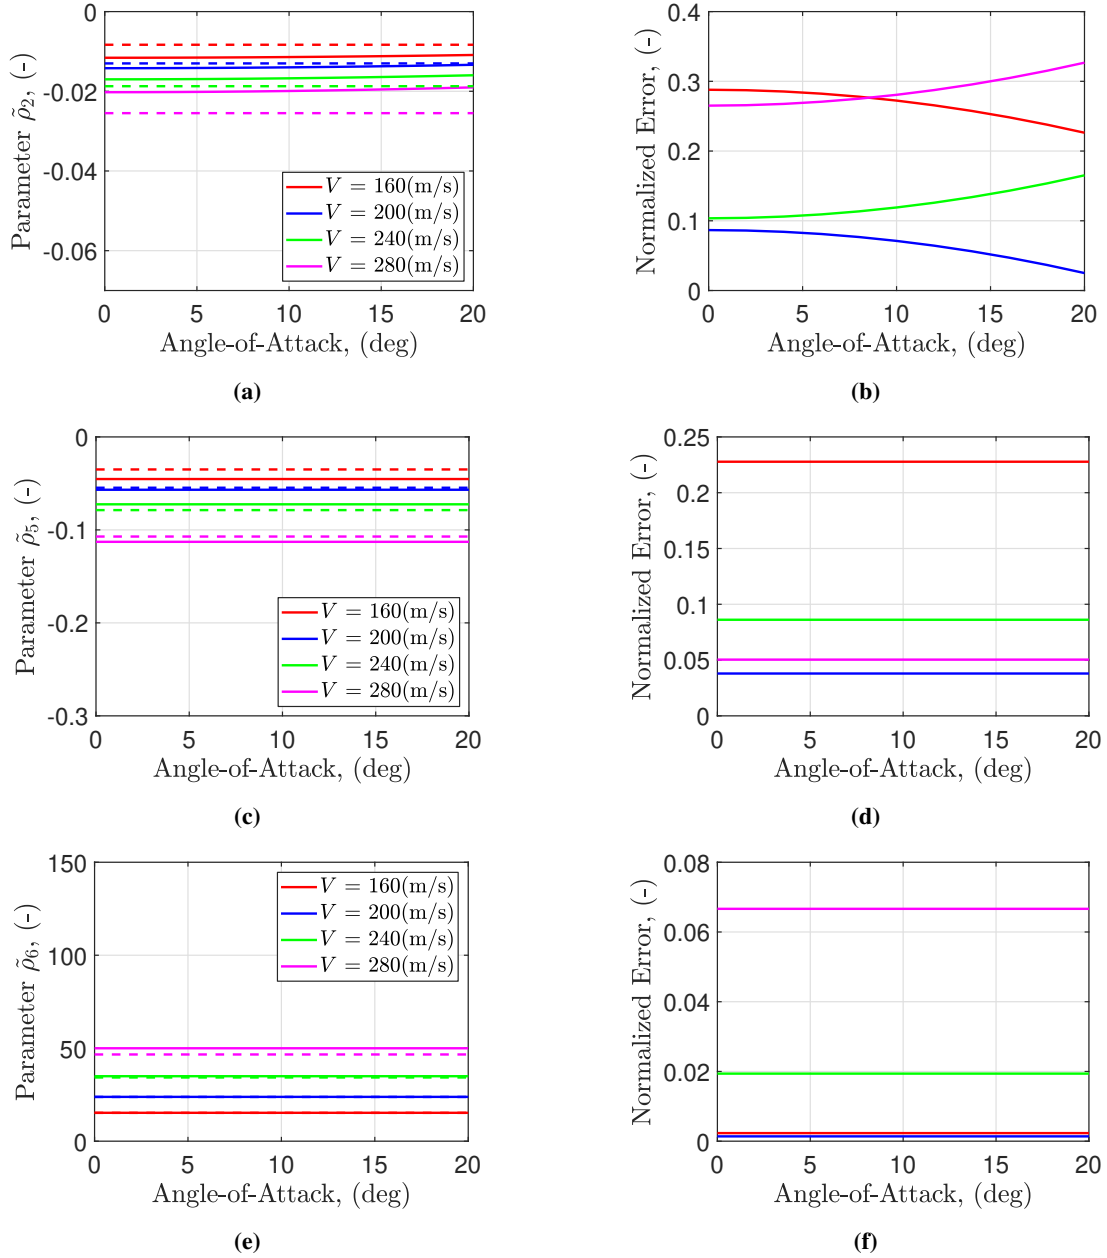 0
-0.02
-0.04
-0.06
Parameter ρ̃₂, (-)
V = 160(m/s)
V = 200(m/s)
V = 240(m/s)
V = 280(m/s)
0 5 10 15 20
Angle-of-Attack, (deg)
(a)
0.4
0.3
0.2
0.1
0
Normalized Error, (-)
0 5 10 15 20
Angle-of-Attack, (deg)
(b)
0
-0.1
-0.2
-0.3
Parameter ρ̃₅, (-)
V = 160(m/s)
V = 200(m/s)
V = 240(m/s)
V = 280(m/s)
0 5 10 15 20
Angle-of-Attack, (deg)
(c)
0.25
0.2
0.15
0.1
0.05
0
Normalized Error, (-)
0 5 10 15 20
Angle-of-Attack, (deg)
(d)
150
100
50
0
Parameter ρ̃₆, (-)
V = 160(m/s)
V = 200(m/s)
V = 240(m/s)
V = 280(m/s)
0 5 10 15 20
Angle-of-Attack, (deg)
(e)
0.08
0.06
0.04
0.02
0
Normalized Error, (-)
0 5 10 15 20
Angle-of-Attack, (deg)
(f)